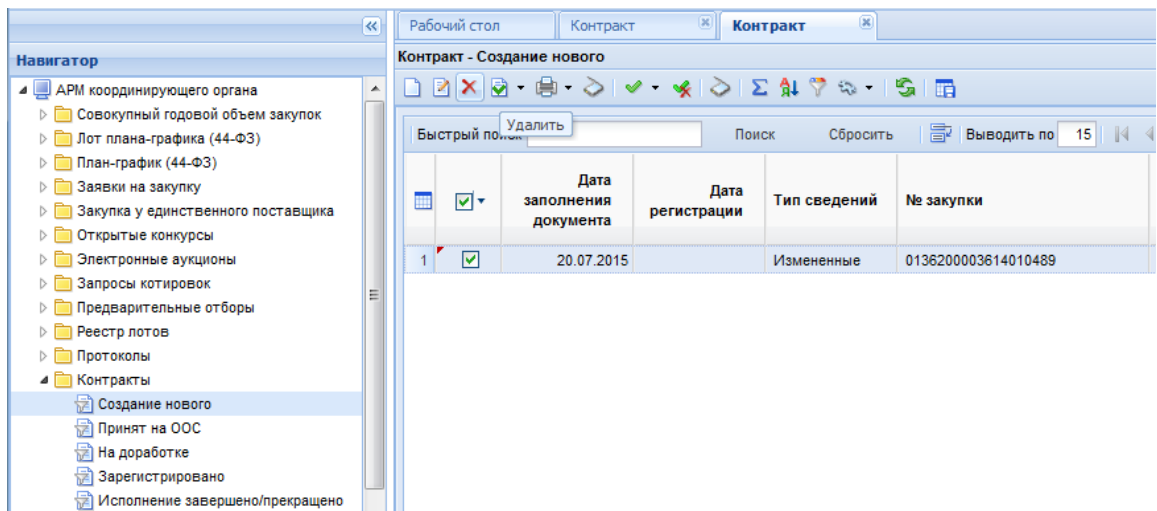 Рабочий стол
Контракт
Контракт
Навигатор
Контракт - Создание нового
АРМ координирующего органа
Совокупный годовой объем закупок
Лот плана-графика (44-ФЗ)
План-график (44-ФЗ)
Заявки на закупку
Закупка у единственного поставщика
Открытые конкурсы
Электронные аукционы
Запросы котировок
Предварительные отборы
Реестр лотов
Протоколы
Контракты
Создание нового
Принят на ООС
На доработке
Зарегистрировано
Исполнение завершено/прекращено
Удалить
Быстрый поиск Поиск Сбросить Выводить по 15
Дата заполнения документа
Дата регистрации
Тип сведений
№ закупки
1 20.07.2015 Измененные 0136200003614010489